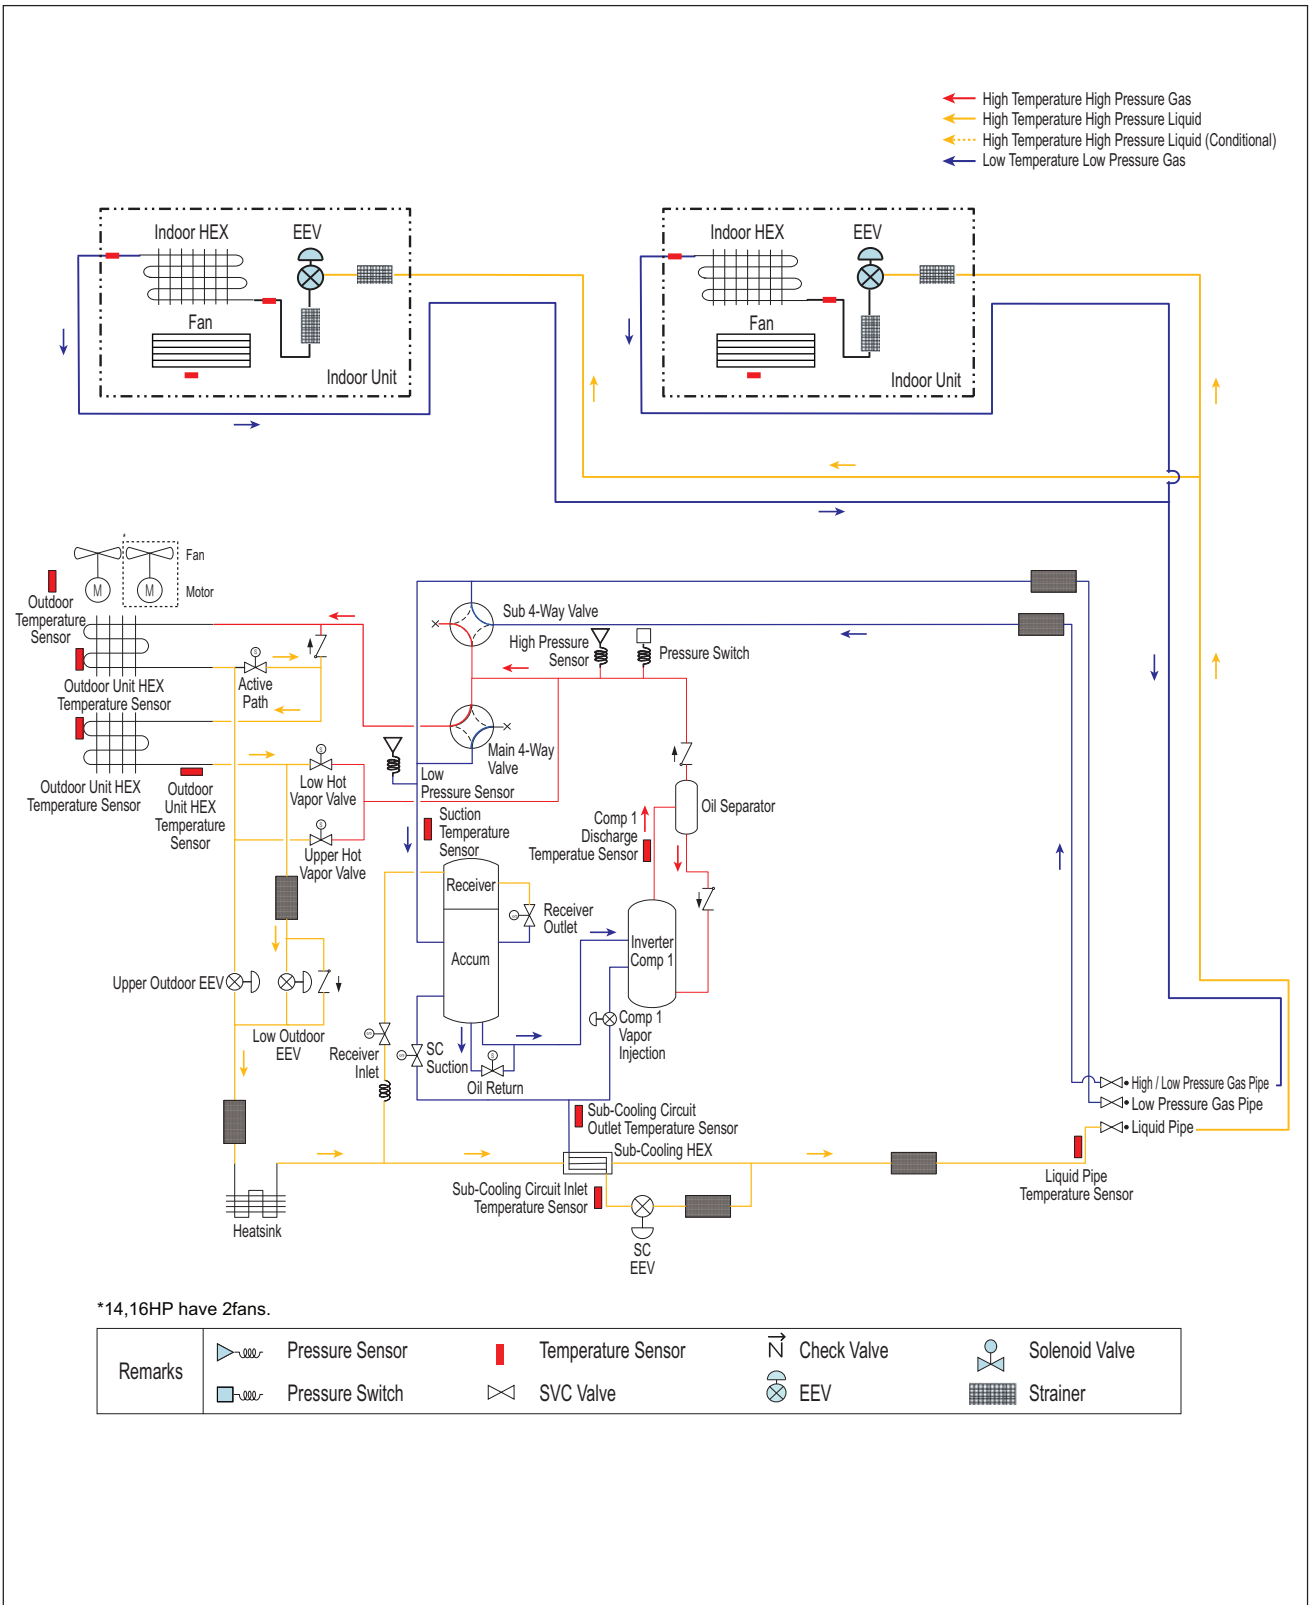 High Temperature High Pressure Gas
High Temperature High Pressure Liquid
High Temperature High Pressure Liquid (Conditional)
Low Temperature Low Pressure Gas
Indoor HEX
EEV
Fan
Indoor Unit
Indoor HEX
EEV
Fan
Indoor Unit
*
Fan
M
M
Motor
Outdoor
Temperature
Sensor
S
Active
Path
Outdoor Unit HEX
Temperature Sensor
Sub 4-Way Valve
High Pressure
Sensor
Pressure Switch
Main 4-Way
Valve
Outdoor Unit HEX
Temperature Sensor
Outdoor
Unit HEX
Temperature
Sensor
S
Low Hot
Vapor Valve
S
Upper Hot
Vapor Valve
Low
Pressure Sensor
Suction
Temperature
Sensor
Comp 1
Discharge
Temperatue Sensor
Oil Separator
Receiver
S
Receiver
Outlet
Accum
Inverter
Comp 1
Upper Outdoor EEV
Low Outdoor
EEV
S
Receiver
Inlet
S
SC
Suction
S
Oil Return
Comp 1
Vapor
Injection
Sub-Cooling Circuit
Outlet Temperature Sensor
Sub-Cooling HEX
High / Low Pressure Gas Pipe
Low Pressure Gas Pipe
Liquid Pipe
Liquid Pipe
Temperature Sensor
Sub-Cooling Circuit Inlet
Temperature Sensor
SC
EEV
Heatsink
*14,16HP have 2fans.
Remarks
Pressure Sensor
Temperature Sensor
Check Valve
Solenoid Valve
Pressure Switch
SVC Valve
EEV
Strainer